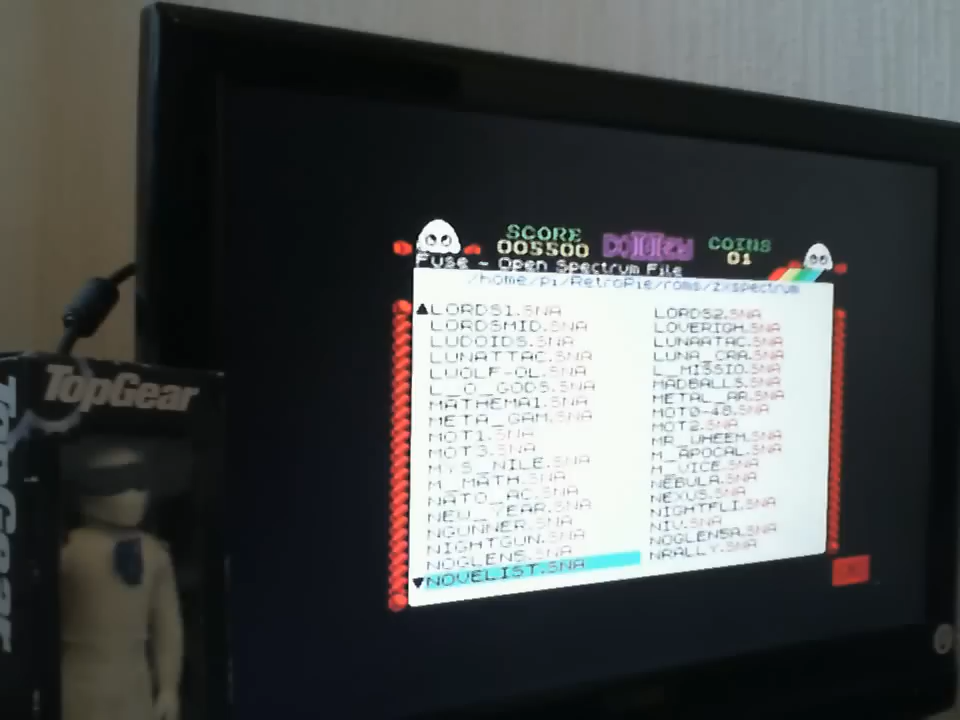 SCORE
COINS
005500
01
Fuse - Open Spectrum File
/home/pi/RetroPie/roms/zxspectrum
LORDS1.SNA LORDS2.SNA
LORDSMID.SNA LOVERIGH.SNA
LUDOIDS.SNA LUNAATAC.SNA
LUNATTAC.SNA LUNA_CRA.SNA
LWOLF-OL.SNA L_MISSIO.SNA
L_O_GODS.SNA MADBALLS.SNA
MATHEMA1.SNA METAL_AR.SNA
META_GAM.SNA MOT0-48.SNA
MOT1.SNA MOT2.SNA
MOT3.SNA MR_WHEEM.SNA
MYS_NILE.SNA M_APOCAL.SNA
M_MATH.SNA M_VICE.SNA
NATO_AC.SNA NEBULA.SNA
NEW_YEAR.SNA NEXUS.SNA
NGUNNER.SNA NIGHTFLI.SNA
NIGHTGUN.SNA NIV.SNA
NOGLENS.SNA NOGLENSA.SNA
NOVELIST.SNA NRALLY.SNA
TopGear
TopGear